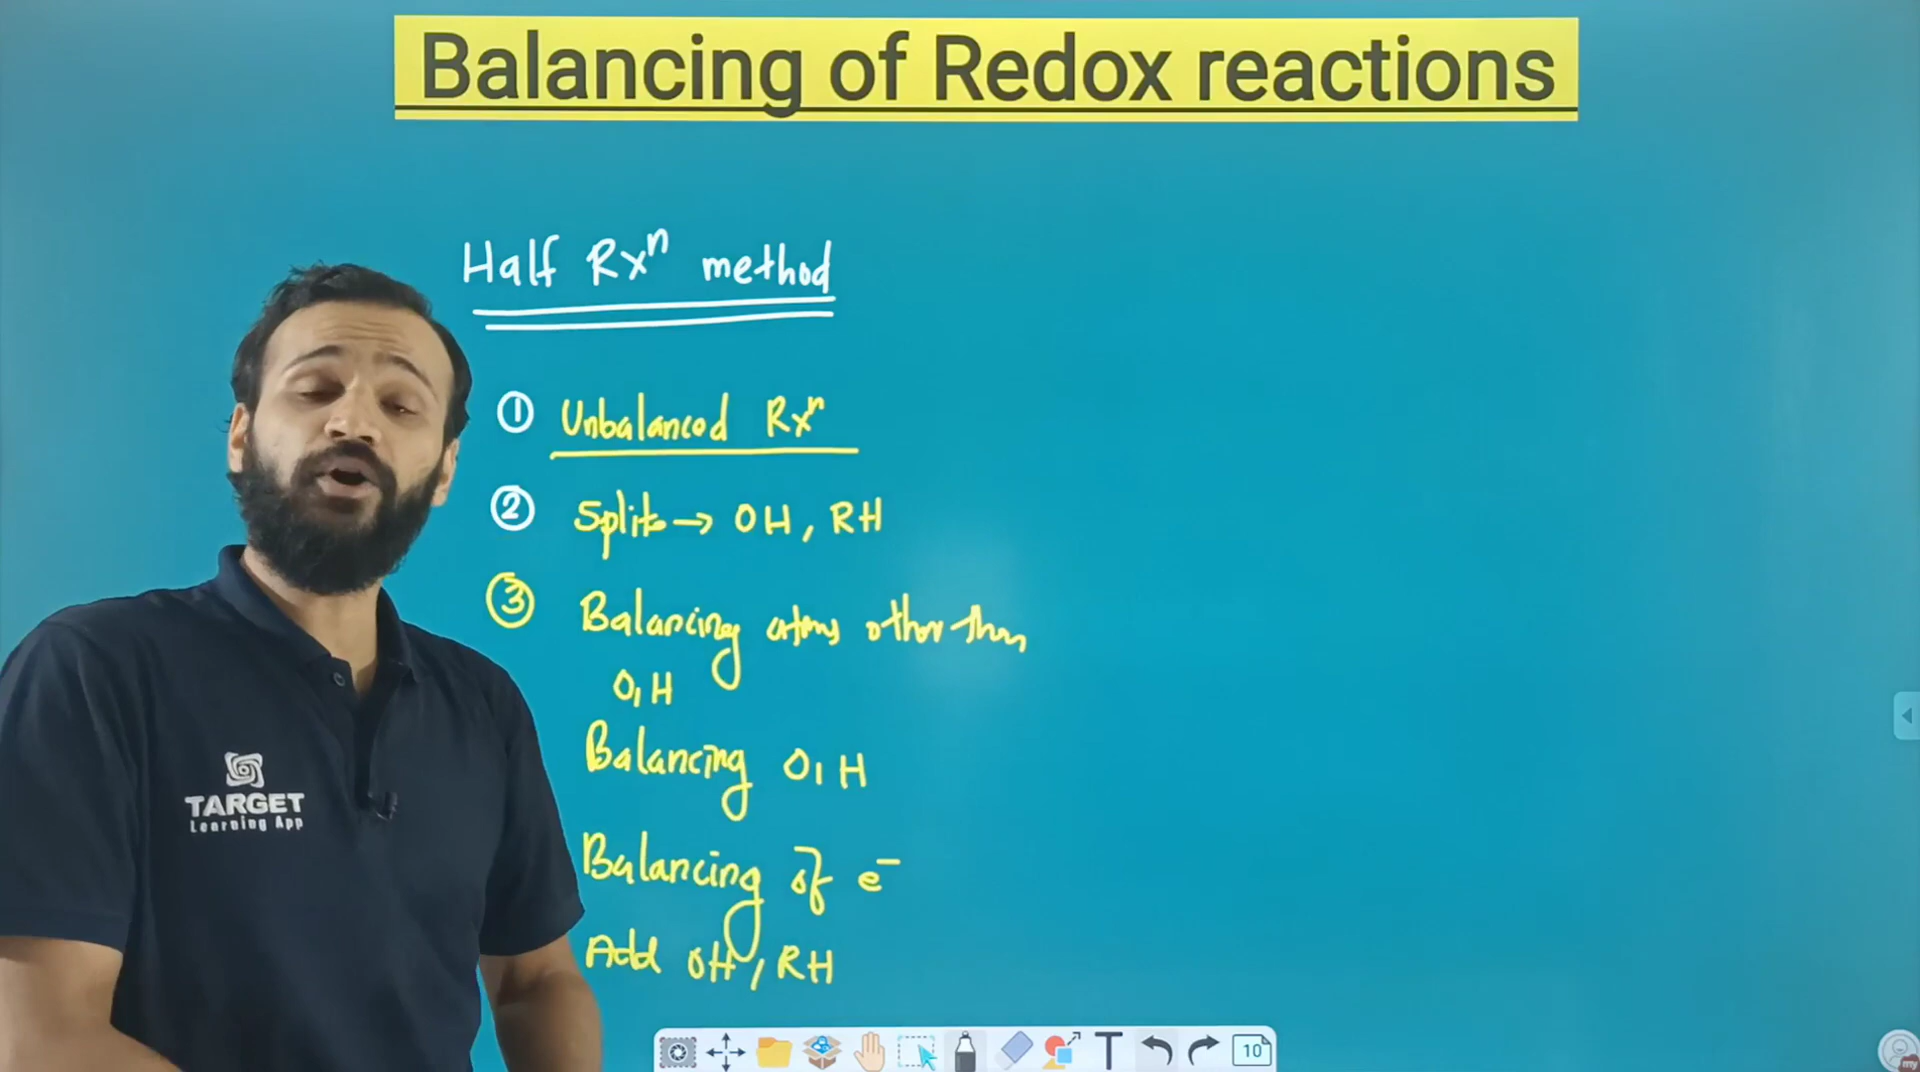 Balancing of Redox reactions
Half Rxⁿ method
① Unbalanced Rxⁿ
② Split → OH, RH
③ Balancing atoms other than
O, H
Balancing O, H
Balancing of e⁻
Add OH, RH
TARGET
Learning App
T
10
my